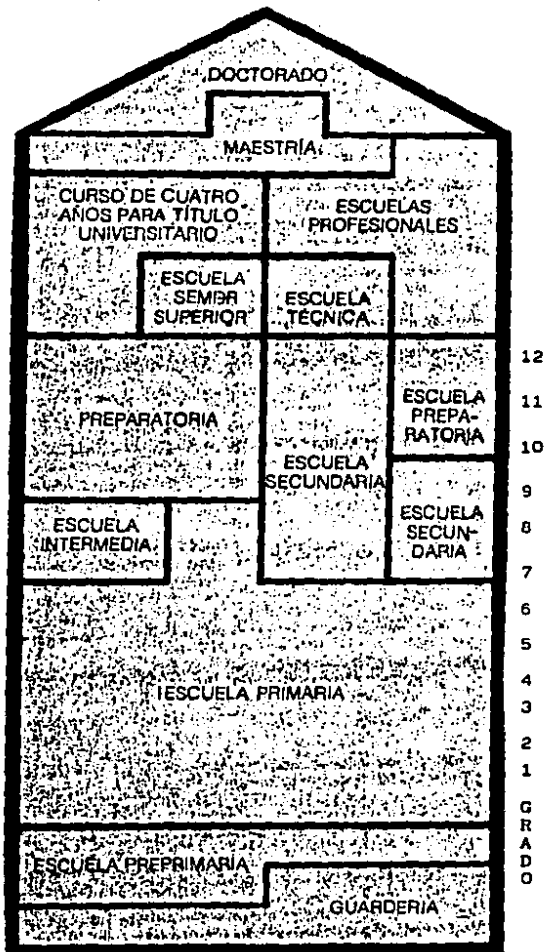 DOCTORADO
MAESTRÍA
CURSO DE CUATRO
AÑOS PARA TÍTULO
UNIVERSITARIO
ESCUELAS
PROFESIONALES
ESCUELA
SUPERIOR
ESCUELA
TÉCNICA
PREPARATORIA
ESCUELA
SECUNDARIA
ESCUELA
PREPA-
RATORIA
ESCUELA
INTERMEDIA
ESCUELA
SECUN-
DARIA
ESCUELA PRIMARIA
ESCUELA PREPRIMARIA
GUARDERIA
12
11
10
9
8
7
6
5
4
3
2
1
G
R
A
D
O